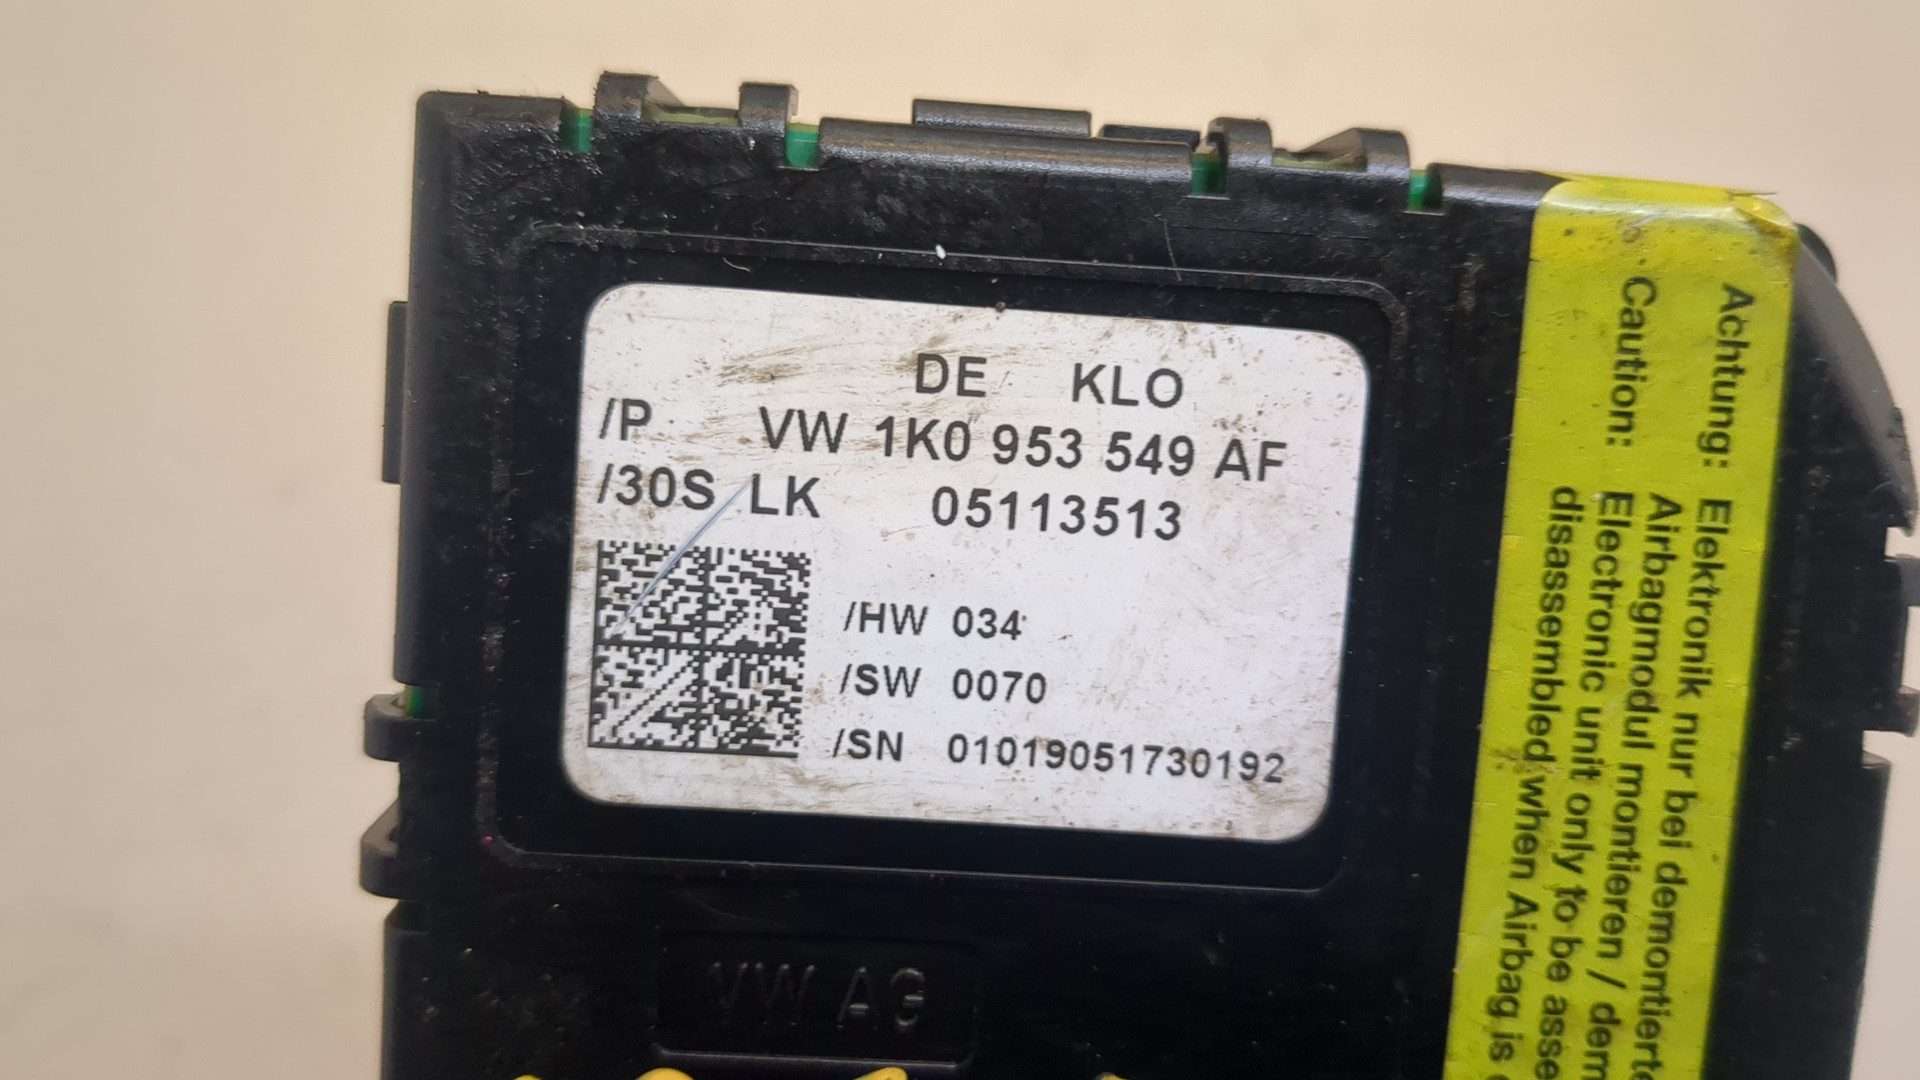 DE KLO
/P VW 1K0 953 549 AF
/30S LK 05113513
/HW 034
/SW 0070
/SN 01019051730192
VW AG
Achtung: Elektronik nur bei demontierte
Airbagmodul montieren / dem
Caution: Electronic unit only to be asse
disassembled when Airbag is